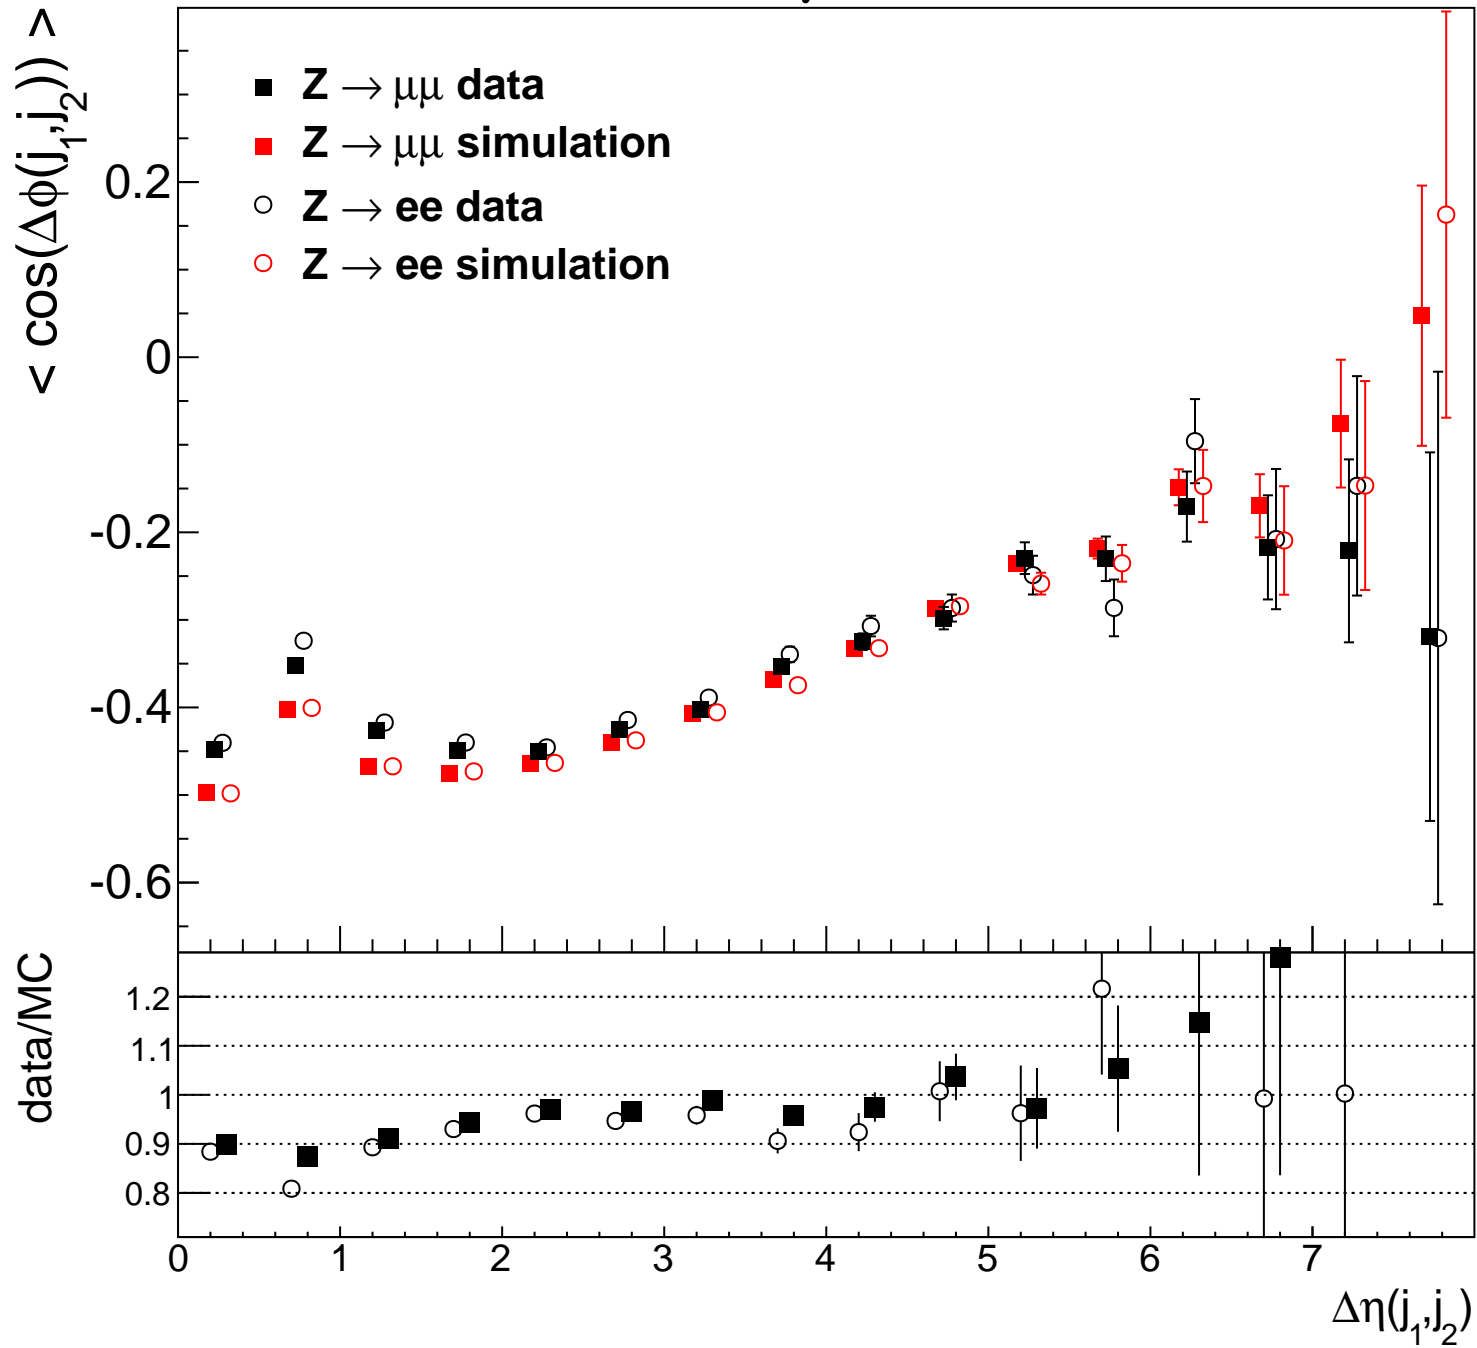 < cos(Δϕ(j₁,j₂)) >
Z → μμ data
Z → μμ simulation
Z → ee data
Z → ee simulation
0.2
0
-0.2
-0.4
-0.6
data/MC
1.2
1.1
1
0.9
0.8
0 1 2 3 4 5 6 7
Δη(j₁,j₂)